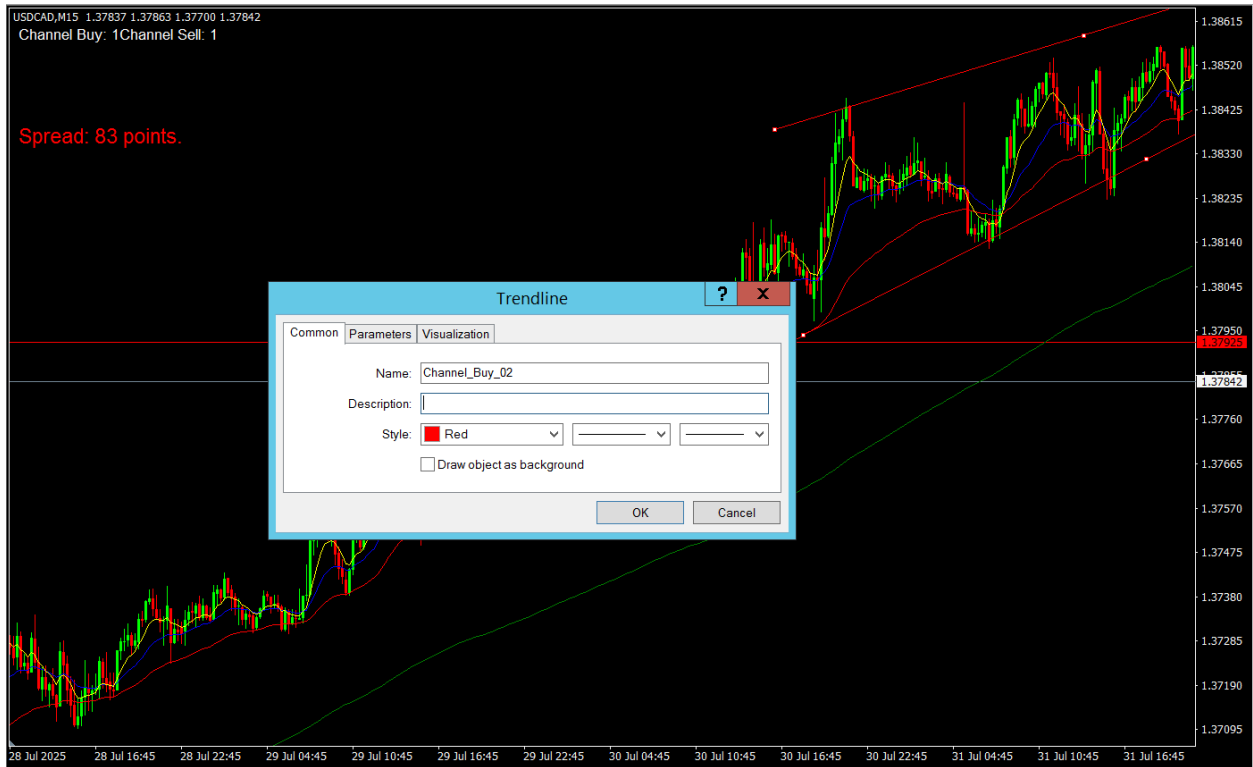 USDCAD,M15 1.37837 1.37863 1.37700 1.37842
Channel Buy: 1Channel Sell: 1
Spread: 83 points.
1.38615
1.38520
1.38425
1.38330
1.38235
1.38140
1.38045
1.37950
1.37925
1.37855
1.37842
1.37760
1.37665
1.37570
1.37475
1.37380
1.37285
1.37190
1.37095
Trendline
? X
Common Parameters Visualization
Name: Channel_Buy_02
Description:
Style: Red
Draw object as background
OK Cancel
28 Jul 2025 28 Jul 16:45 28 Jul 22:45 29 Jul 04:45 29 Jul 10:45 29 Jul 16:45 29 Jul 22:45 30 Jul 04:45 30 Jul 10:45 30 Jul 16:45 30 Jul 22:45 31 Jul 04:45 31 Jul 10:45 31 Jul 16:45